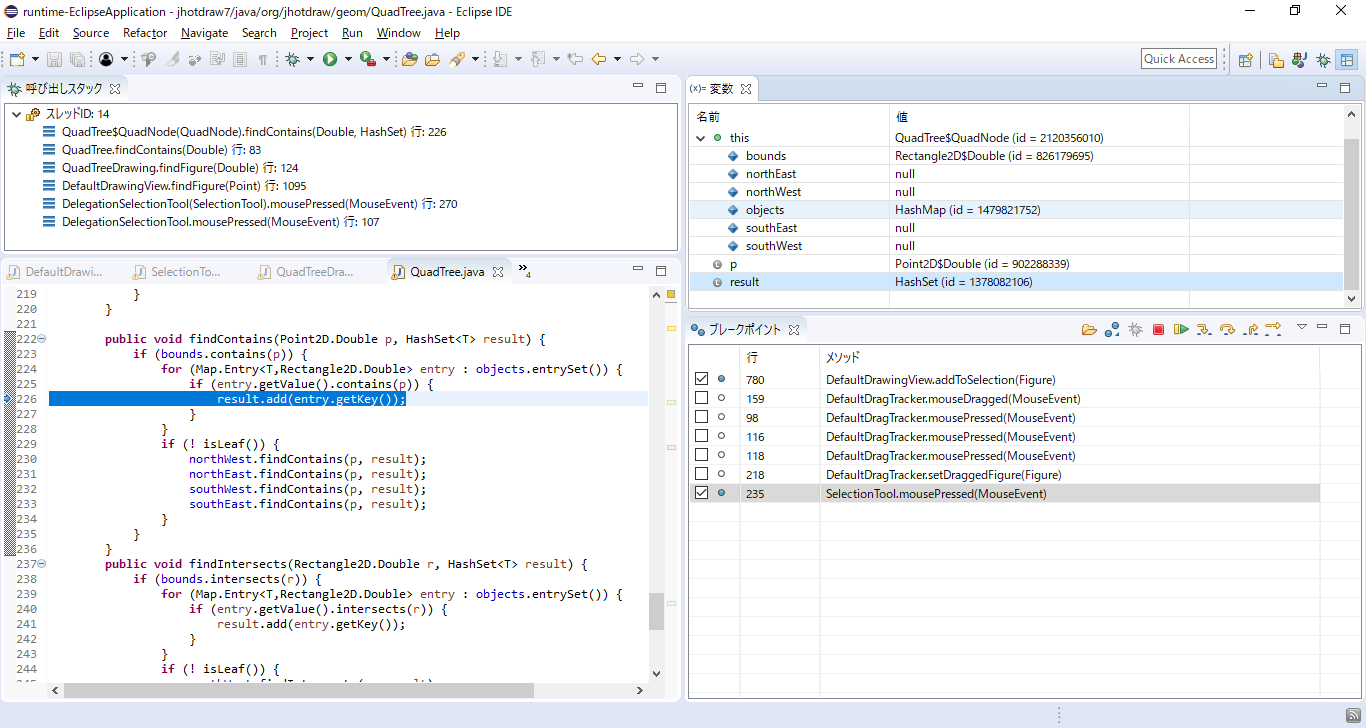 runtime-EclipseApplication - jhotdraw7/java/org/jhotdraw/geom/QuadTree.java - Eclipse IDE
File Edit Source Refactor Navigate Search Project Run Window Help
Quick Access
呼び出しスタック
スレッドID: 14
QuadTree$QuadNode(QuadNode).findContains(Double, HashSet) 行: 226
QuadTree.findContains(Double) 行: 83
QuadTreeDrawing.findFigure(Double) 行: 124
DefaultDrawingView.findFigure(Point) 行: 1095
DelegationSelectionTool(SelectionTool).mousePressed(MouseEvent) 行: 270
DelegationSelectionTool.mousePressed(MouseEvent) 行: 107
DefaultDrawi... SelectionTo... QuadTreeDra... QuadTree.java »4
219 }
220 }
221
222 public void findContains(Point2D.Double p, HashSet<T> result) {
223 if (bounds.contains(p)) {
224 for (Map.Entry<T,Rectangle2D.Double> entry : objects.entrySet()) {
225 if (entry.getValue().contains(p)) {
226 result.add(entry.getKey());
227 }
228 }
229 if (! isLeaf()) {
230 northWest.findContains(p, result);
231 northEast.findContains(p, result);
232 southWest.findContains(p, result);
233 southEast.findContains(p, result);
234 }
235 }
236 }
237 public void findIntersects(Rectangle2D.Double r, HashSet<T> result) {
238 if (bounds.intersects(r)) {
239 for (Map.Entry<T,Rectangle2D.Double> entry : objects.entrySet()) {
240 if (entry.getValue().intersects(r)) {
241 result.add(entry.getKey());
242 }
243 }
244 if (! isLeaf()) {
(x)= 変数
名前 値
this QuadTree$QuadNode (id = 2120356010)
bounds Rectangle2D$Double (id = 826179695)
northEast null
northWest null
objects HashMap (id = 1479821752)
southEast null
southWest null
p Point2D$Double (id = 902288339)
result HashSet (id = 1378082106)
ブレークポイント
行 メソッド
780 DefaultDrawingView.addToSelection(Figure)
159 DefaultDragTracker.mouseDragged(MouseEvent)
98 DefaultDragTracker.mousePressed(MouseEvent)
116 DefaultDragTracker.mousePressed(MouseEvent)
118 DefaultDragTracker.mousePressed(MouseEvent)
218 DefaultDragTracker.setDraggedFigure(Figure)
235 SelectionTool.mousePressed(MouseEvent)